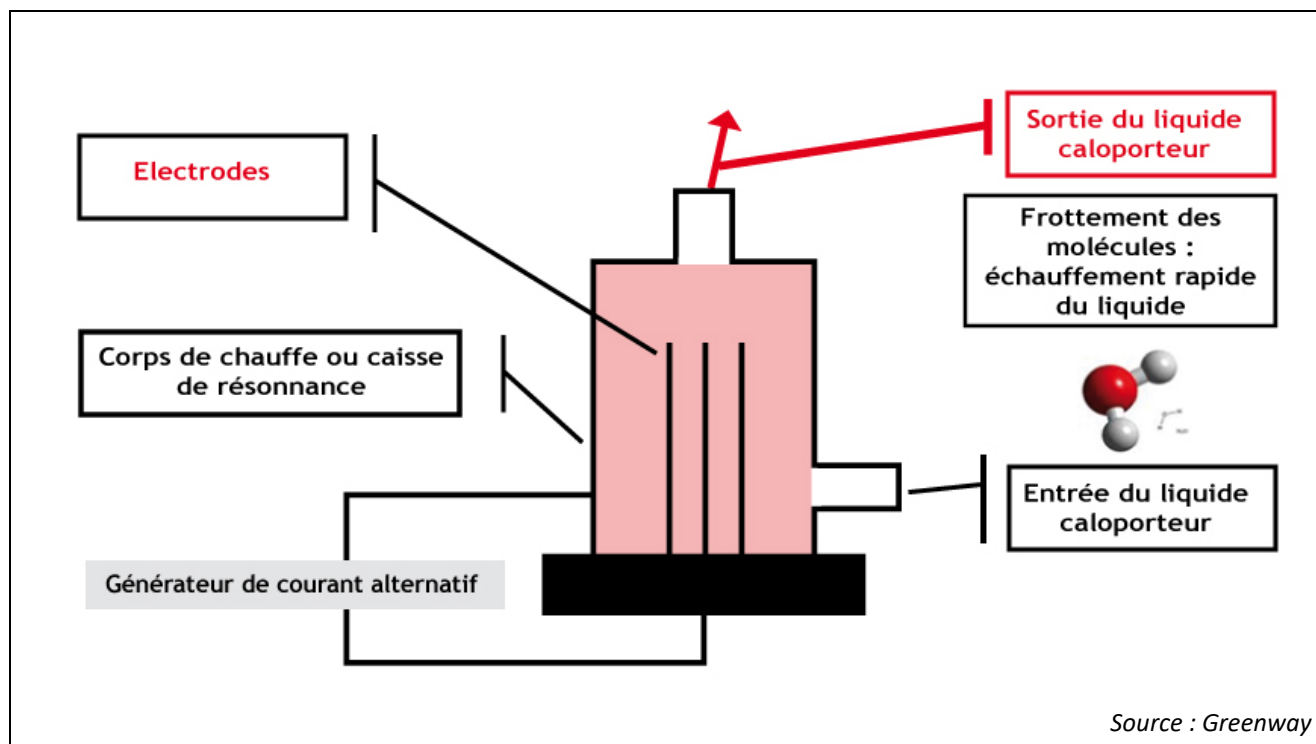 Electrodes
Sortie du liquide
caloporteur
Frottement des
molécules :
échauffement rapide
du liquide
Corps de chauffe ou caisse
de résonnance
Entrée du liquide
caloporteur
Générateur de courant alternatif
Source : Greenway